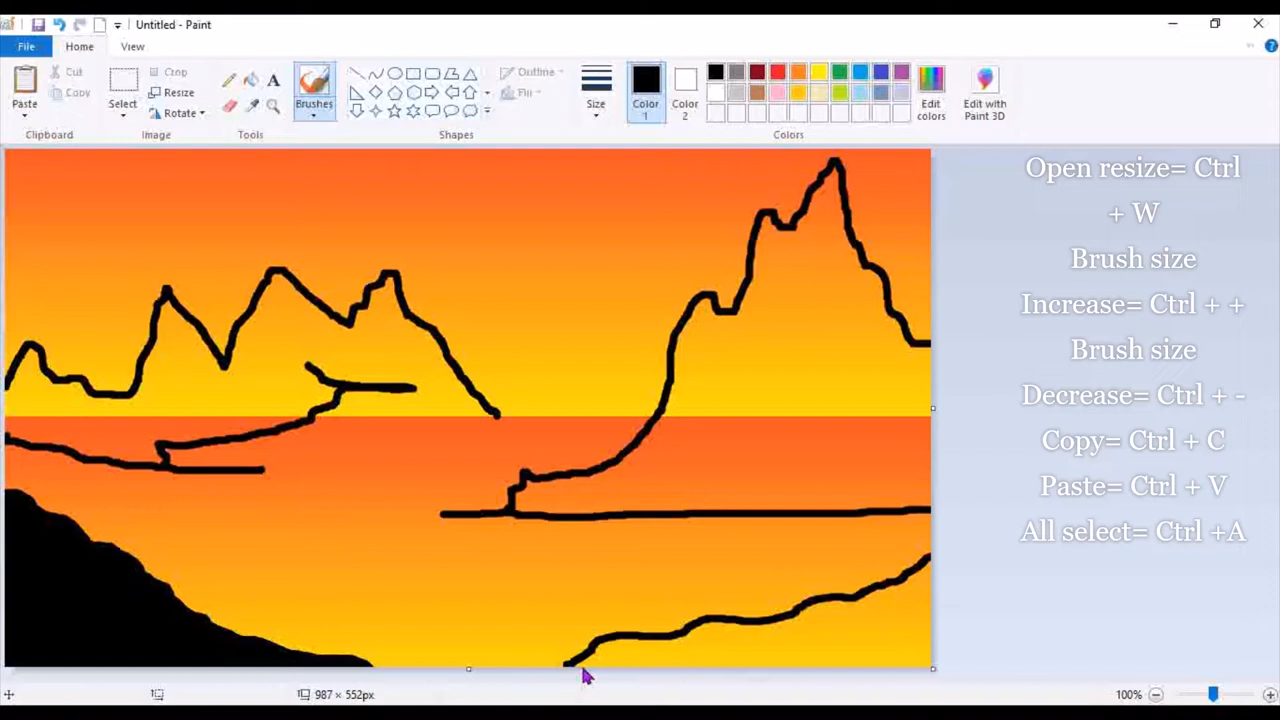 Untitled - Paint
File Home View
Paste
Cut
Copy
Clipboard
Select
Crop
Resize
Rotate
Image
Tools
Brushes
Outline
Fill
Shapes
Size
Color 1
Color 2
Edit colors
Edit with Paint 3D
Colors
Open resize= Ctrl
+ W
Brush size
Increase= Ctrl + +
Brush size
Decrease= Ctrl + -
Copy= Ctrl + C
Paste= Ctrl + V
All select= Ctrl +A
987 × 552px
100%